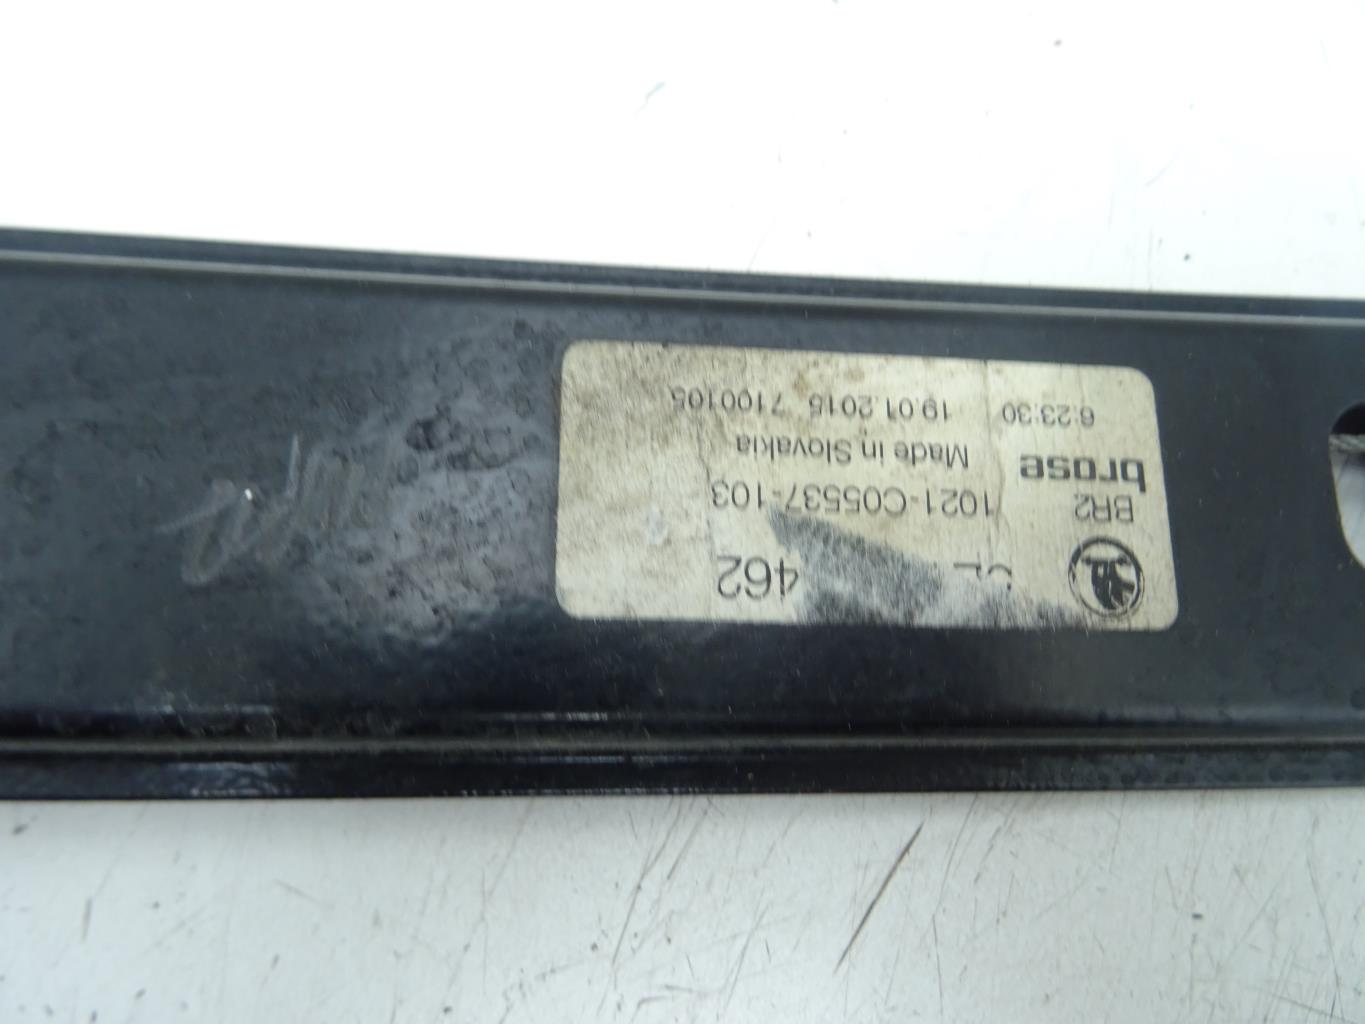 462
BR2 1021-C05537-103
brose Made in Slovakia
6:23:30 19.01.2015 7100105